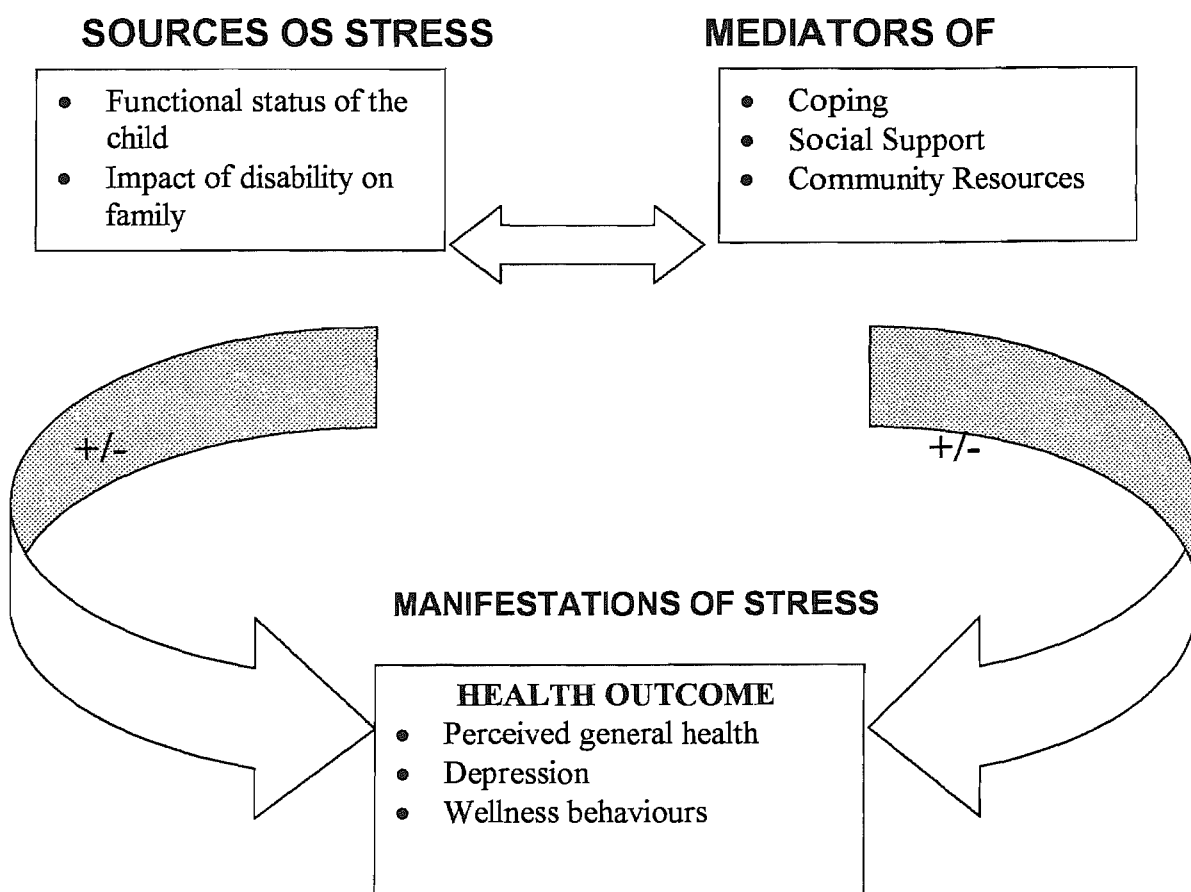 SOURCES OS STRESS
• Functional status of the
child
• Impact of disability on
family
MEDIATORS OF
• Coping
• Social Support
• Community Resources
+/-
+/-
MANIFESTATIONS OF STRESS
HEALTH OUTCOME
• Perceived general health
• Depression
• Wellness behaviours